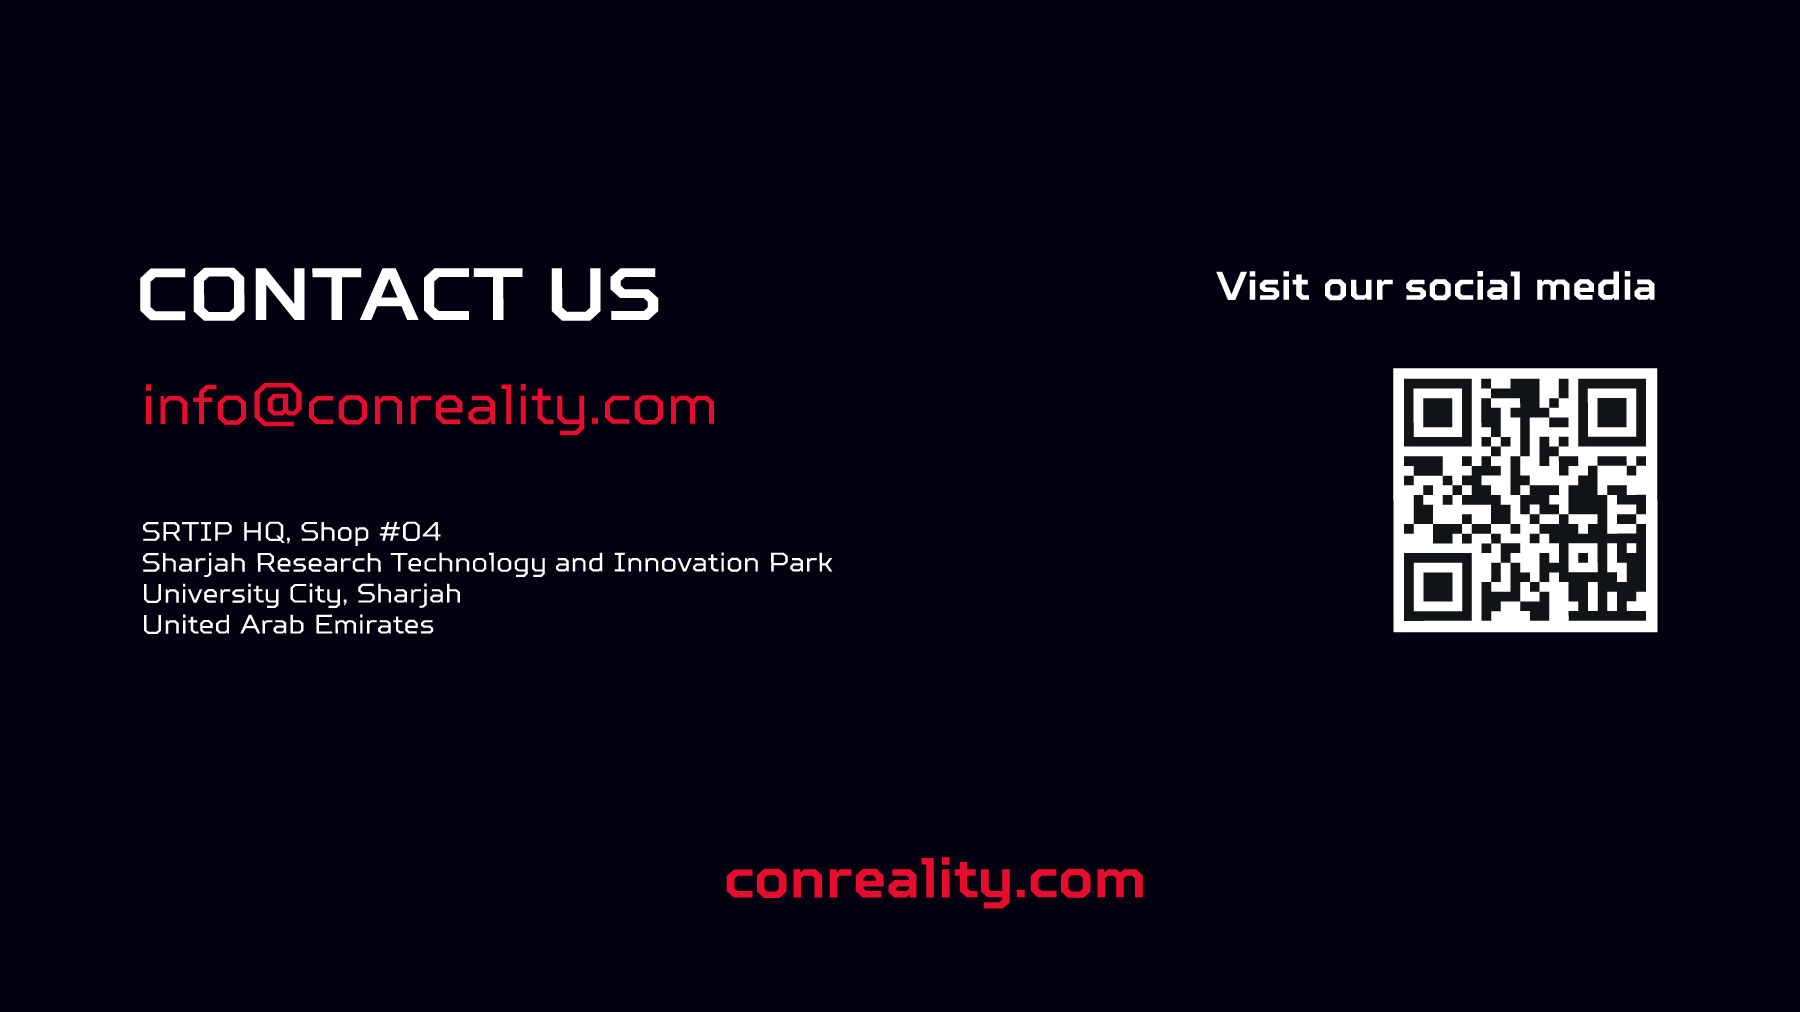 CONTACT US
info@conreality.com
SRTIP HQ, Shop #04
Sharjah Research Technology and Innovation Park
University City, Sharjah
United Arab Emirates
Visit our social media
conreality.com